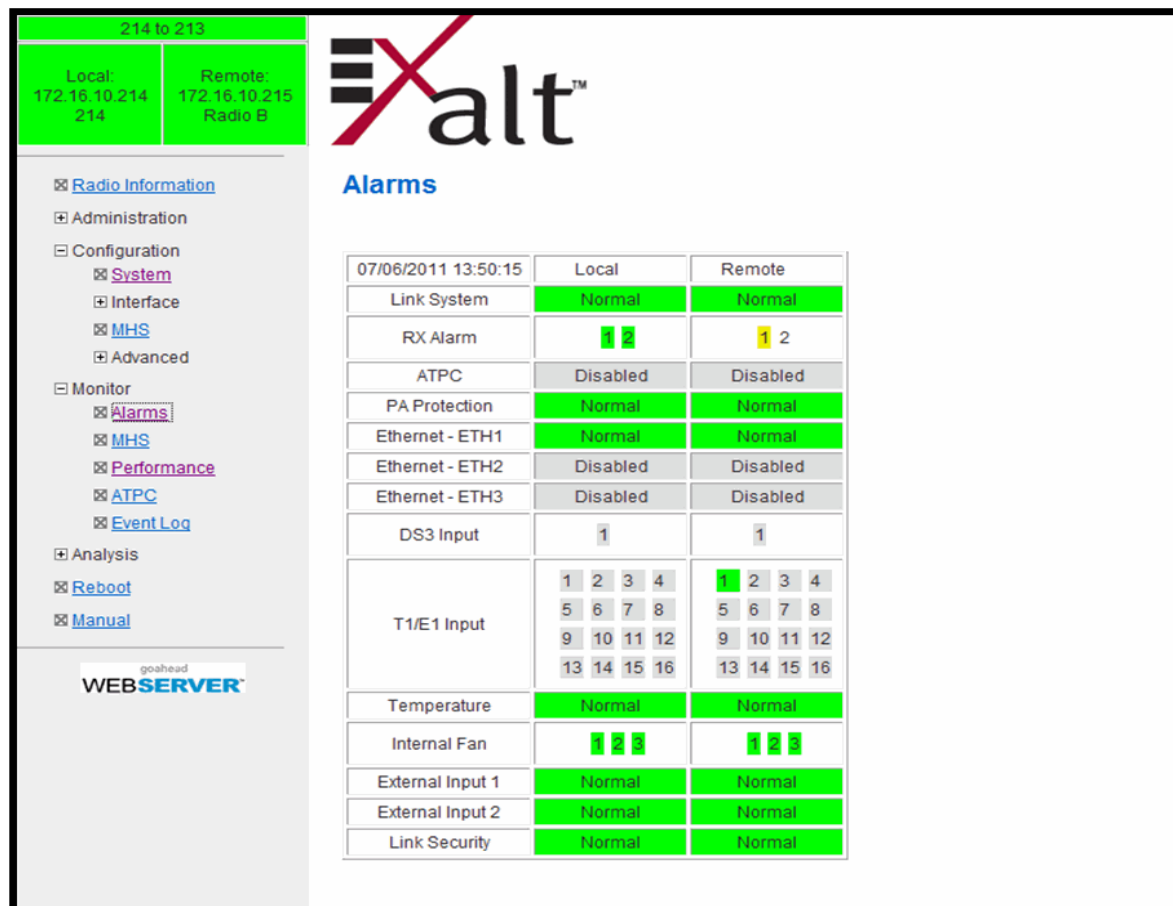 214 to 213
Local:
172.16.10.214
214
Remote:
172.16.10.215
Radio B
Radio Information
Administration
Configuration
System
Interface
MHS
Advanced
Monitor
Alarms
MHS
Performance
ATPC
Event Log
Analysis
Reboot
Manual
goahead
WEBSERVER
EXalt™
Alarms
07/06/2011 13:50:15 Local Remote
Link System Normal Normal
RX Alarm 1 2 1 2
ATPC Disabled Disabled
PA Protection Normal Normal
Ethernet - ETH1 Normal Normal
Ethernet - ETH2 Disabled Disabled
Ethernet - ETH3 Disabled Disabled
DS3 Input 1 1
T1/E1 Input
1 2 3 4 1 2 3 4
5 6 7 8 5 6 7 8
9 10 11 12 9 10 11 12
13 14 15 16 13 14 15 16
Temperature Normal Normal
Internal Fan 1 2 3 1 2 3
External Input 1 Normal Normal
External Input 2 Normal Normal
Link Security Normal Normal